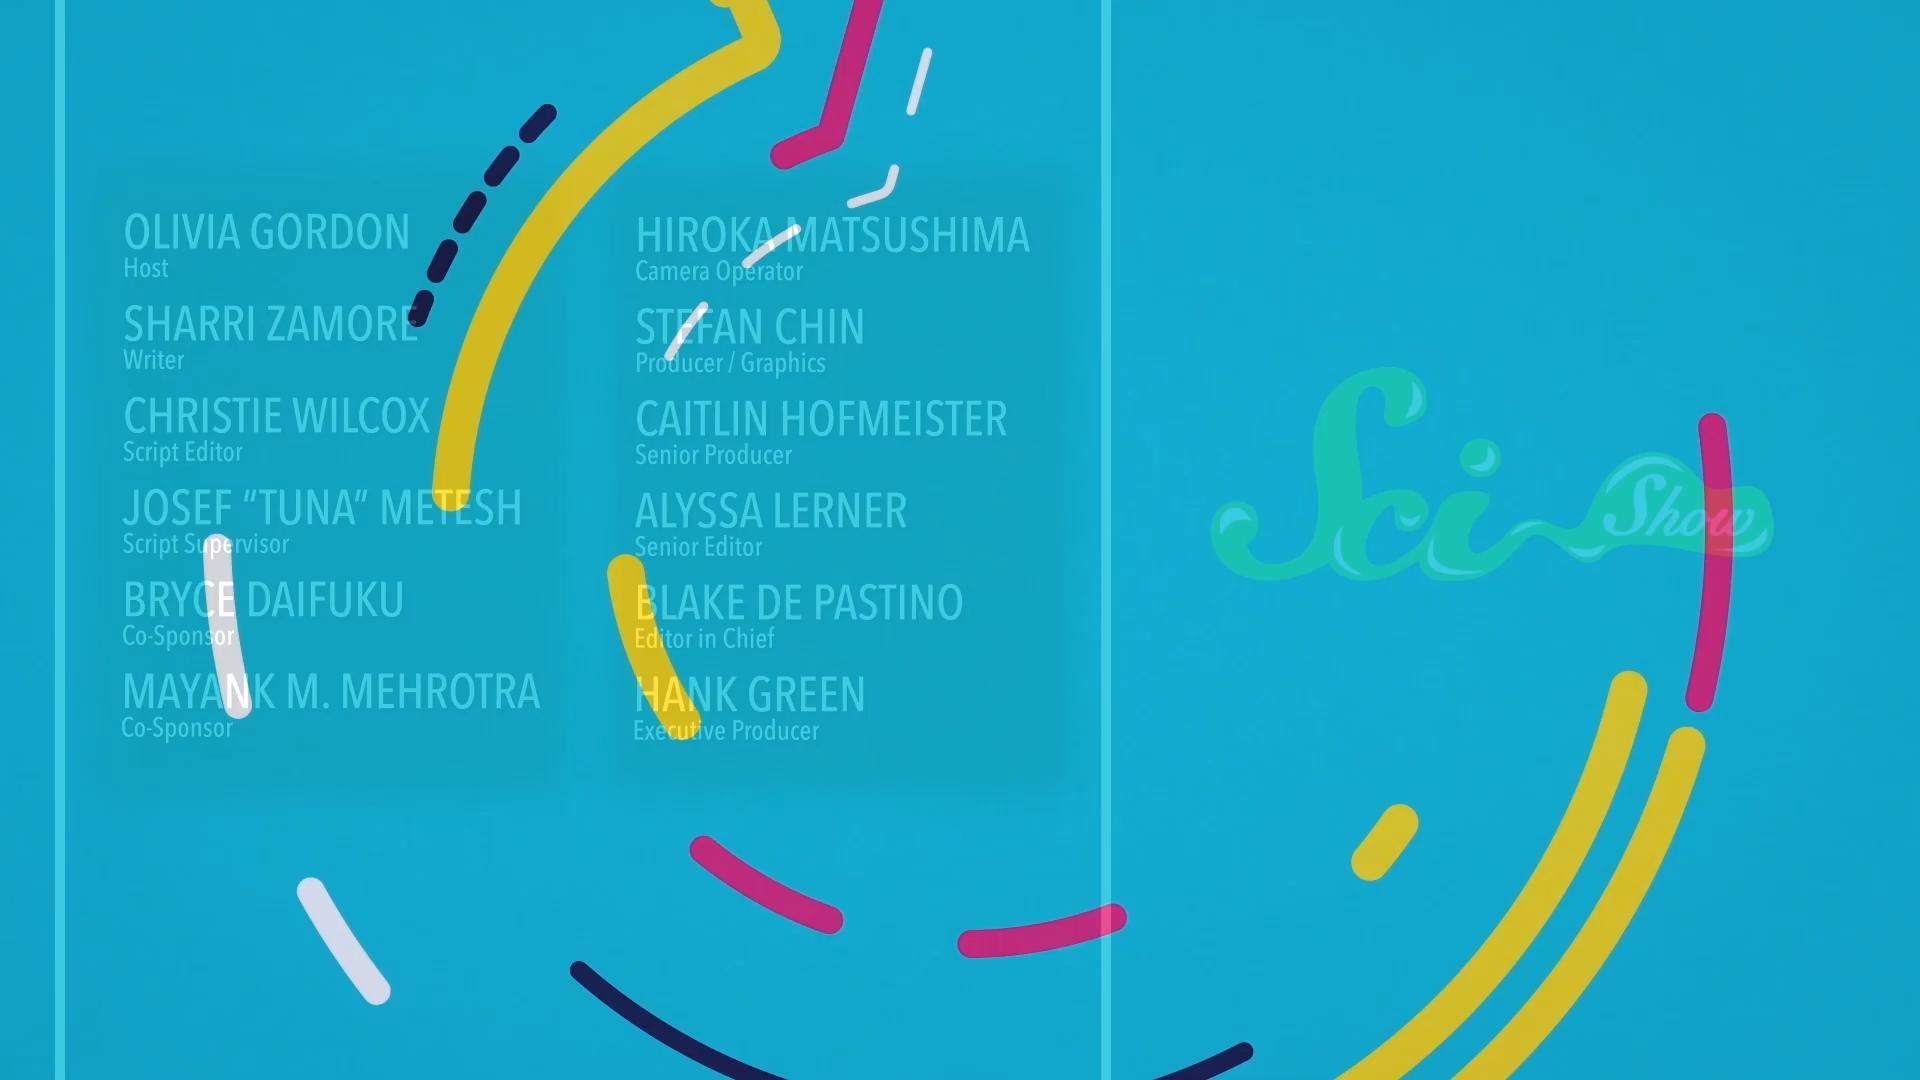 OLIVIA GORDON
Host
SHARRI ZAMORE
Writer
CHRISTIE WILCOX
Script Editor
JOSEF “TUNA” METESH
Script Supervisor
BRYCE DAIFUKU
Co-Sponsor
MAYANK M. MEHROTRA
Co-Sponsor
HIROKA MATSUSHIMA
Camera Operator
STEFAN CHIN
Producer / Graphics
CAITLIN HOFMEISTER
Senior Producer
ALYSSA LERNER
Senior Editor
BLAKE DE PASTINO
Editor in Chief
HANK GREEN
Executive Producer
Sci Show